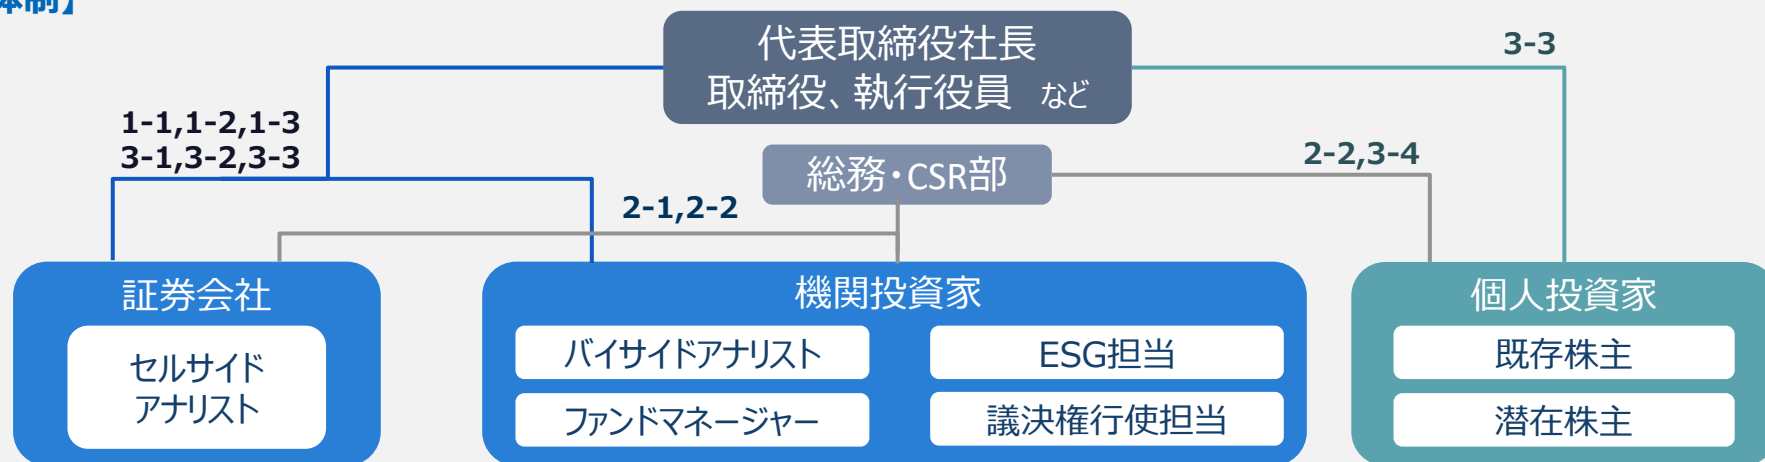 体制】
代表取締役社長
取締役、執行役員 など
3-3
1-1,1-2,1-3
3-1,3-2,3-3
総務・CSR部
2-2,3-4
2-1,2-2
証券会社
セルサイド
アナリスト
機関投資家
バイサイドアナリスト
ESG担当
ファンドマネージャー
議決権行使担当
個人投資家
既存株主
潜在株主